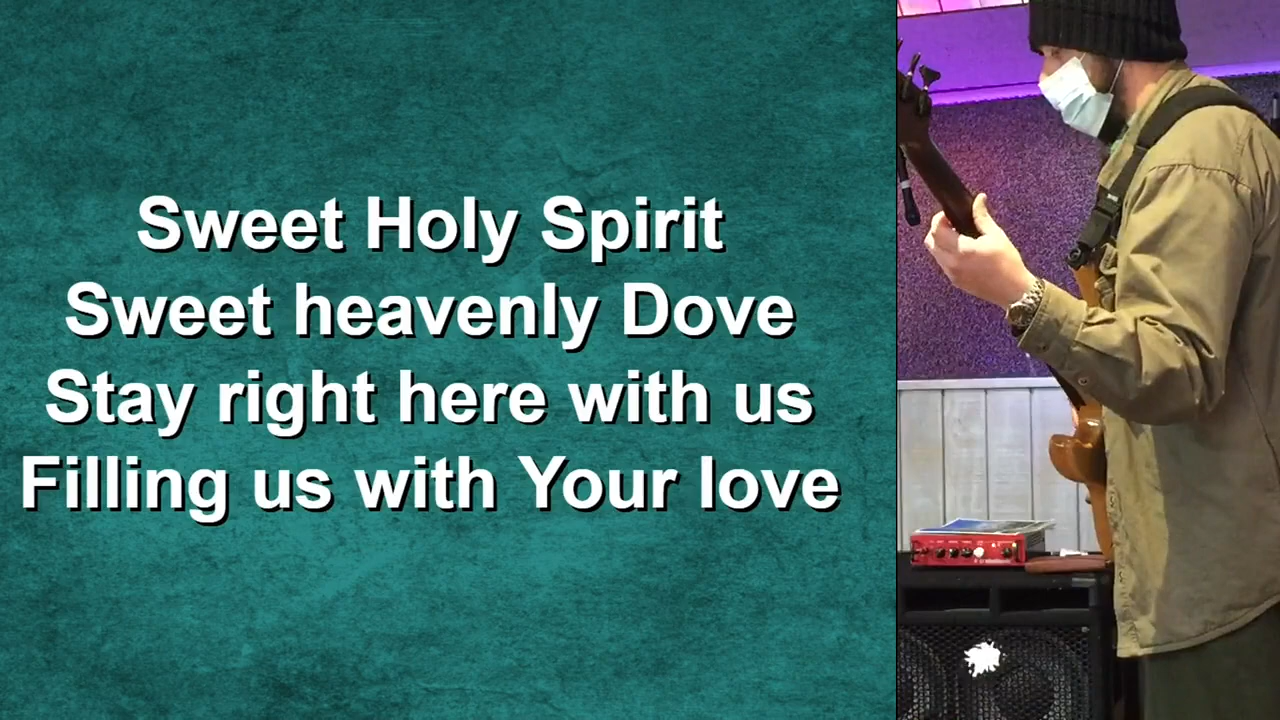 Sweet Holy Spirit
Sweet heavenly Dove
Stay right here with us
Filling us with Your love